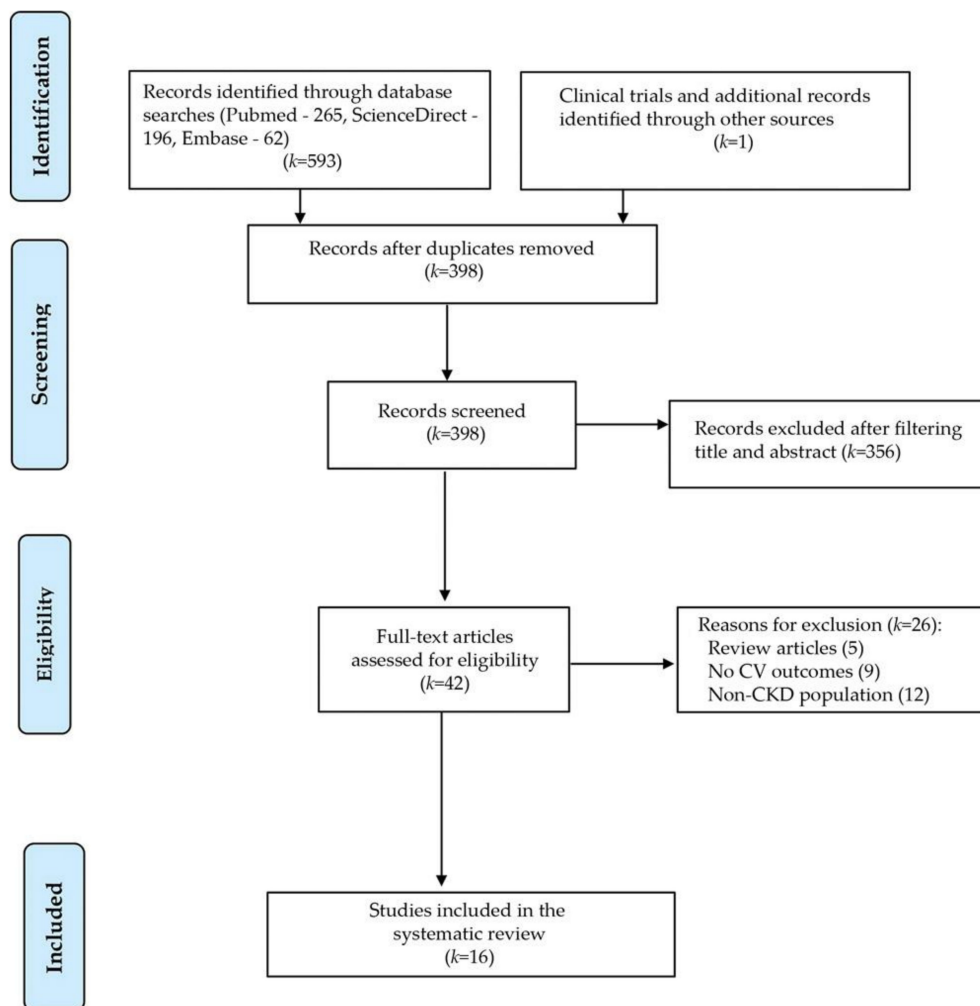 Identification
Records identified through database
searches (Pubmed - 265, ScienceDirect -
196, Embase - 62)
(k=593)
Clinical trials and additional records
identified through other sources
(k=1)
Screening
Records after duplicates removed
(k=398)
Records screened
(k=398)
Records excluded after filtering
title and abstract (k=356)
Eligibility
Full-text articles
assessed for eligibility
(k=42)
Reasons for exclusion (k=26):
Review articles (5)
No CV outcomes (9)
Non-CKD population (12)
Included
Studies included in the
systematic review
(k=16)